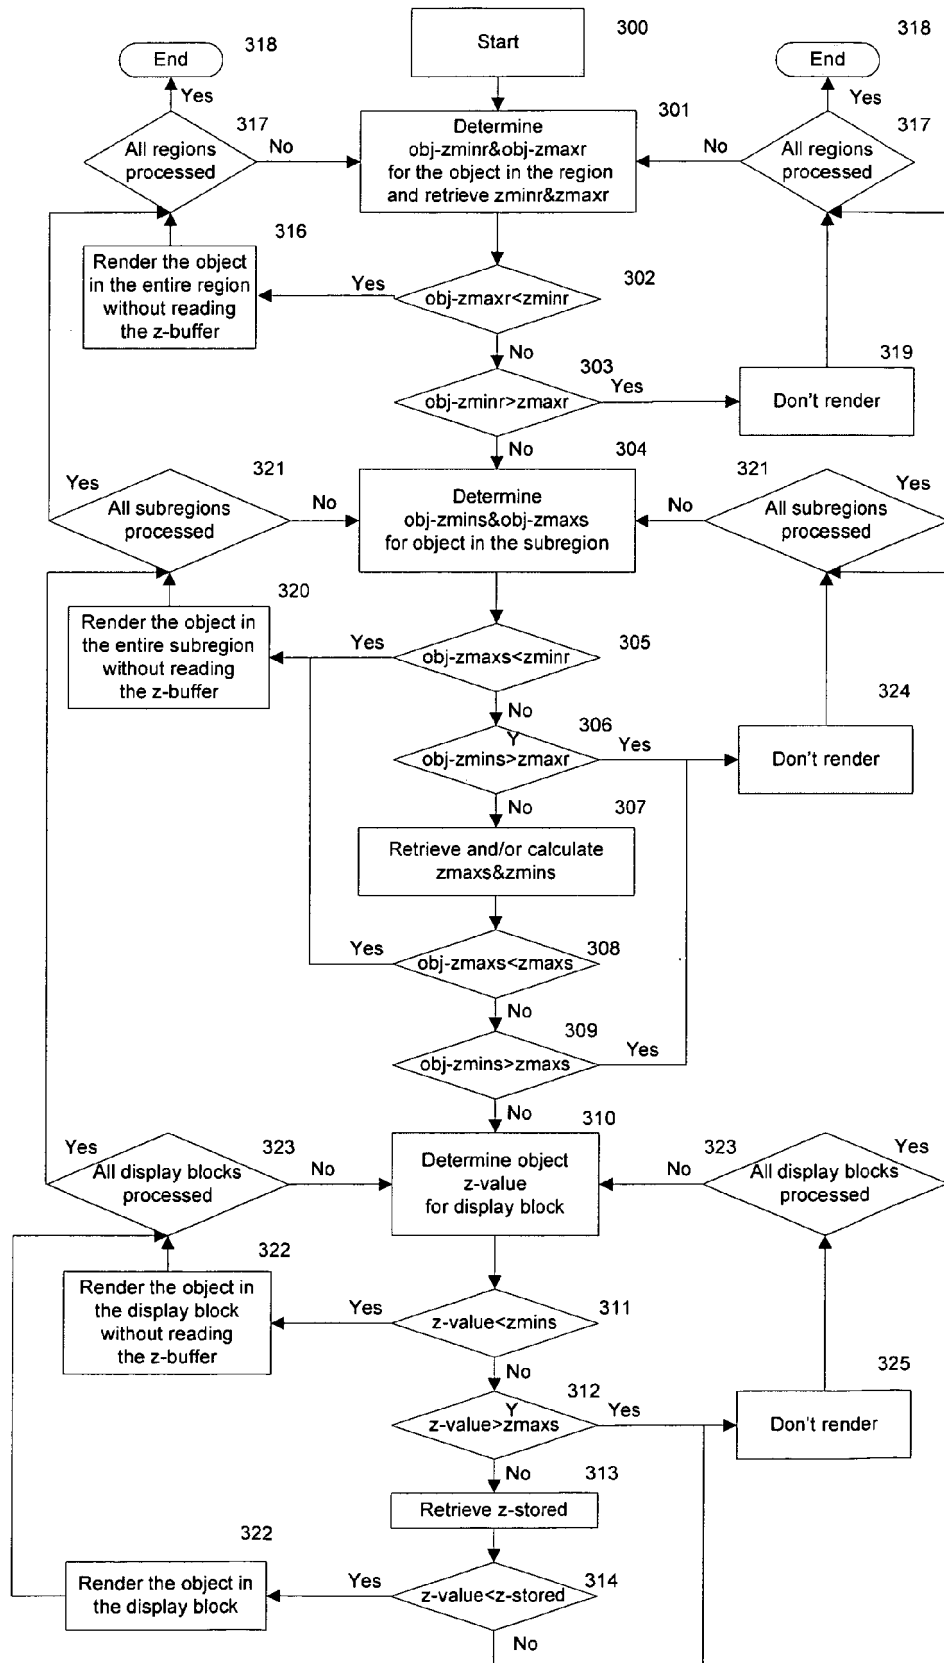 300
Start
318
End
Yes
317
All regions
processed
No
301
Determine
obj-zminr&obj-zmaxr
for the object in the region
and retrieve zminr&zmaxr
318
End
Yes
317
All regions
processed
No
316
Render the object
in the entire region
without reading
the z-buffer
Yes
302
obj-zmaxr<zminr
No
303
obj-zminr>zmaxr
Yes
319
Don't render
No
304
Yes
321
All subregions
processed
No
Determine
obj-zmins&obj-zmaxs
for object in the subregion
321
All subregions
processed
No
320
Render the object in
the entire subregion
without reading
the z-buffer
Yes
305
obj-zmaxs<zminr
No
306
Y
obj-zmins>zmaxr
Yes
324
Don't render
No
307
Retrieve and/or calculate
zmaxs&zmins
Yes
308
obj-zmaxs<zmaxs
No
309
obj-zmins>zmaxs
Yes
No
310
Yes
323
All display blocks
processed
No
Determine object
z-value
for display block
No
323
Yes
All display blocks
processed
322
Render the object in
the display block
without reading
the z-buffer
Yes
311
z-value<zmins
No
312
Y
z-value>zmaxs
Yes
325
Don't render
No
313
Retrieve z-stored
322
Render the object in
the display block
Yes
314
z-value<z-stored
No